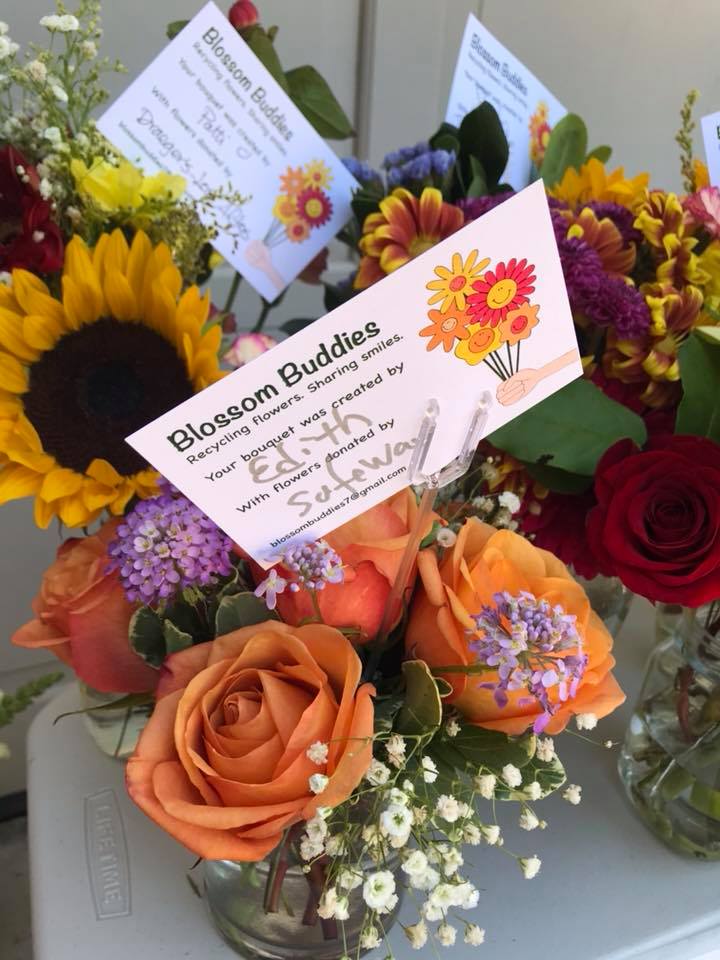 Blossom Buddies
Recycling flowers. Sharing smiles.
Your bouquet was created by
Patti
With flowers donated by
Draeger's
Blossom Buddies
Blossom Buddies
Recycling flowers. Sharing smiles.
Your bouquet was created by
Edith
With flowers donated by
Safeway
blossombuddies7@gmail.com
LIFETIME